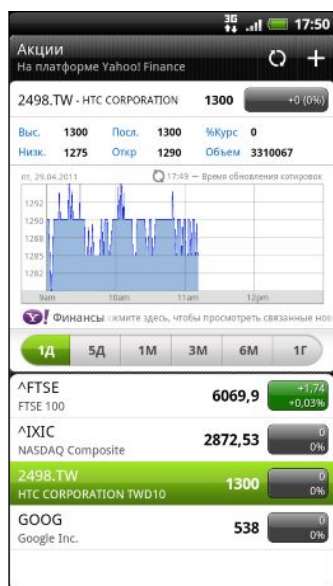 3G 17:50
Акции
На платформе Yahoo! Finance
2498.TW - HTC CORPORATION 1300 +0 (0%)
Выс. 1300 Посл. 1300 %Курс 0
Низк. 1275 Откр 1290 Объем 3310067
пт, 29.04.2011 17:49 — Время обновления котировок
1292
1290
1288
1285
1282
9am 10am 11am 12pm
Y! Финансы жмите здесь, чтобы просмотреть связанные нов
1Д 5Д 1М 3М 6М 1Г
^FTSE 6069,9 +1,74
FTSE 100 +0,03%
^IXIC 2872,53 0
NASDAQ Composite 0%
2498.TW 1300 0
HTC CORPORATION TWD10 0%
GOOG 538 0
Google Inc. 0%